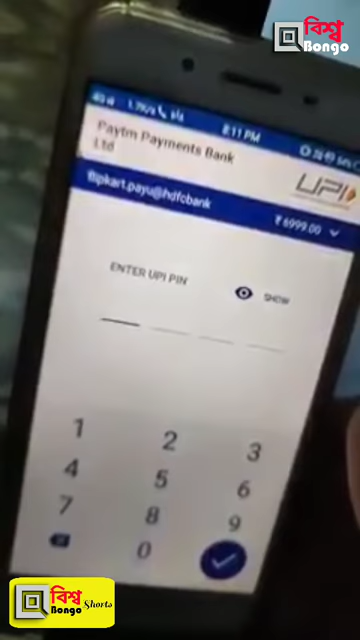 বিশ্ব
Bongo
8:11 PM
Paytm Payments Bank
Ltd
UPI
flipkart.payu@hdfcbank
₹ 6999.00
ENTER UPI PIN
SHOW
1 2 3
4 5 6
7 8 9
0
বিশ্ব
Bongo Shorts